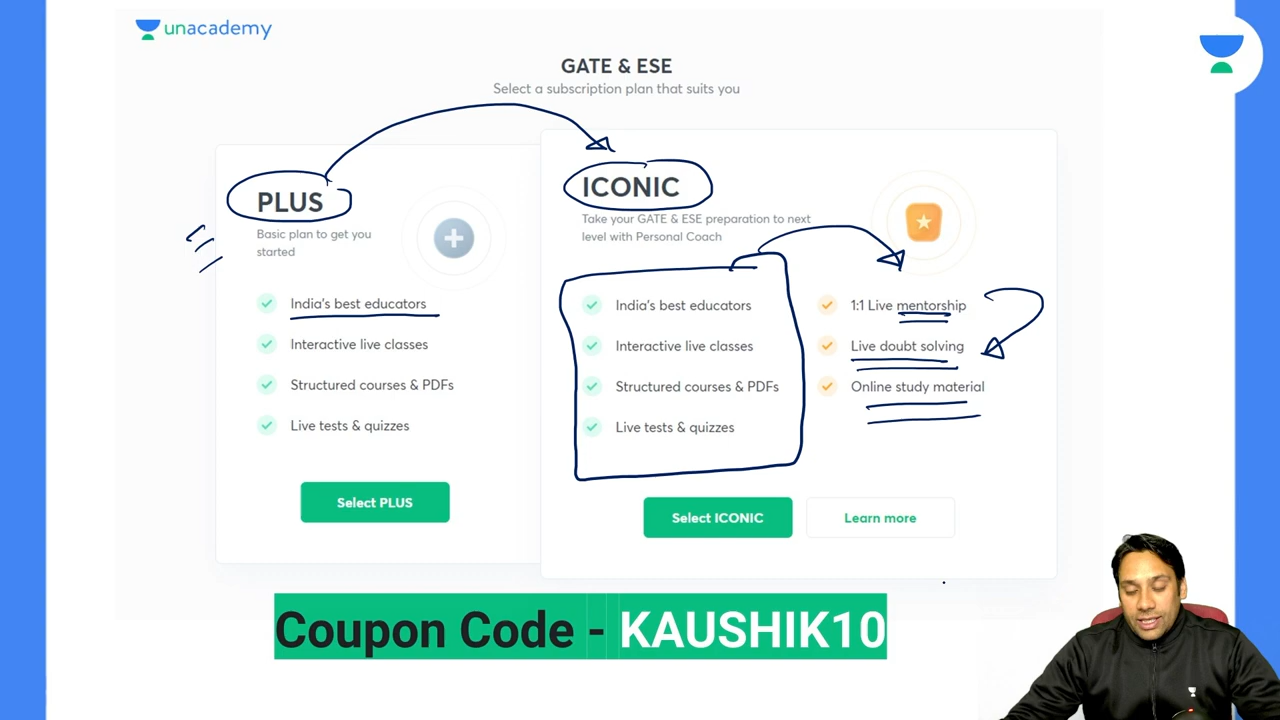 unacademy
GATE & ESE
Select a subscription plan that suits you
PLUS
Basic plan to get you
started
India's best educators
Interactive live classes
Structured courses & PDFs
Live tests & quizzes
Select PLUS
ICONIC
Take your GATE & ESE preparation to next
level with Personal Coach
India's best educators
Interactive live classes
Structured courses & PDFs
Live tests & quizzes
1:1 Live mentorship
Live doubt solving
Online study material
Select ICONIC
Learn more
Coupon Code - KAUSHIK10